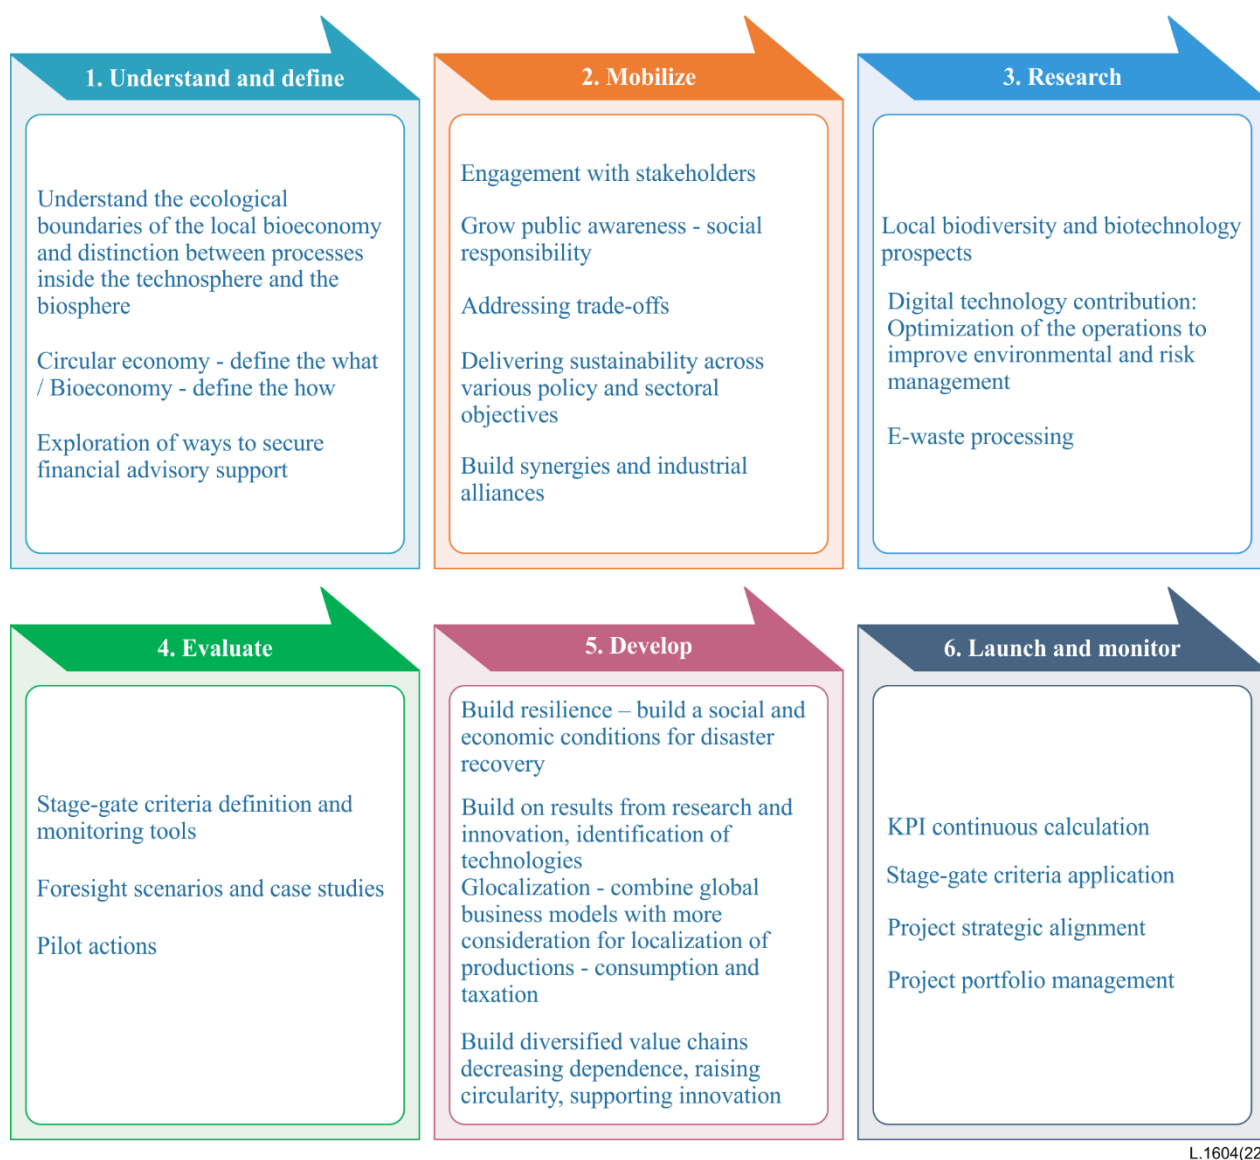 1. Understand and define
Understand the ecological
boundaries of the local bioeconomy
and distinction between processes
inside the technosphere and the
biosphere
Circular economy - define the what
/ Bioeconomy - define the how
Exploration of ways to secure
financial advisory support
2. Mobilize
Engagement with stakeholders
Grow public awareness - social
responsibility
Addressing trade-offs
Delivering sustainability across
various policy and sectoral
objectives
Build synergies and industrial
alliances
3. Research
Local biodiversity and biotechnology
prospects
Digital technology contribution:
Optimization of the operations to
improve environmental and risk
management
E-waste processing
4. Evaluate
Stage-gate criteria definition and
monitoring tools
Foresight scenarios and case studies
Pilot actions
5. Develop
Build resilience – build a social and
economic conditions for disaster
recovery
Build on results from research and
innovation, identification of
technologies
Glocalization - combine global
business models with more
consideration for localization of
productions - consumption and
taxation
Build diversified value chains
decreasing dependence, raising
circularity, supporting innovation
6. Launch and monitor
KPI continuous calculation
Stage-gate criteria application
Project strategic alignment
Project portfolio management
L.1604(22